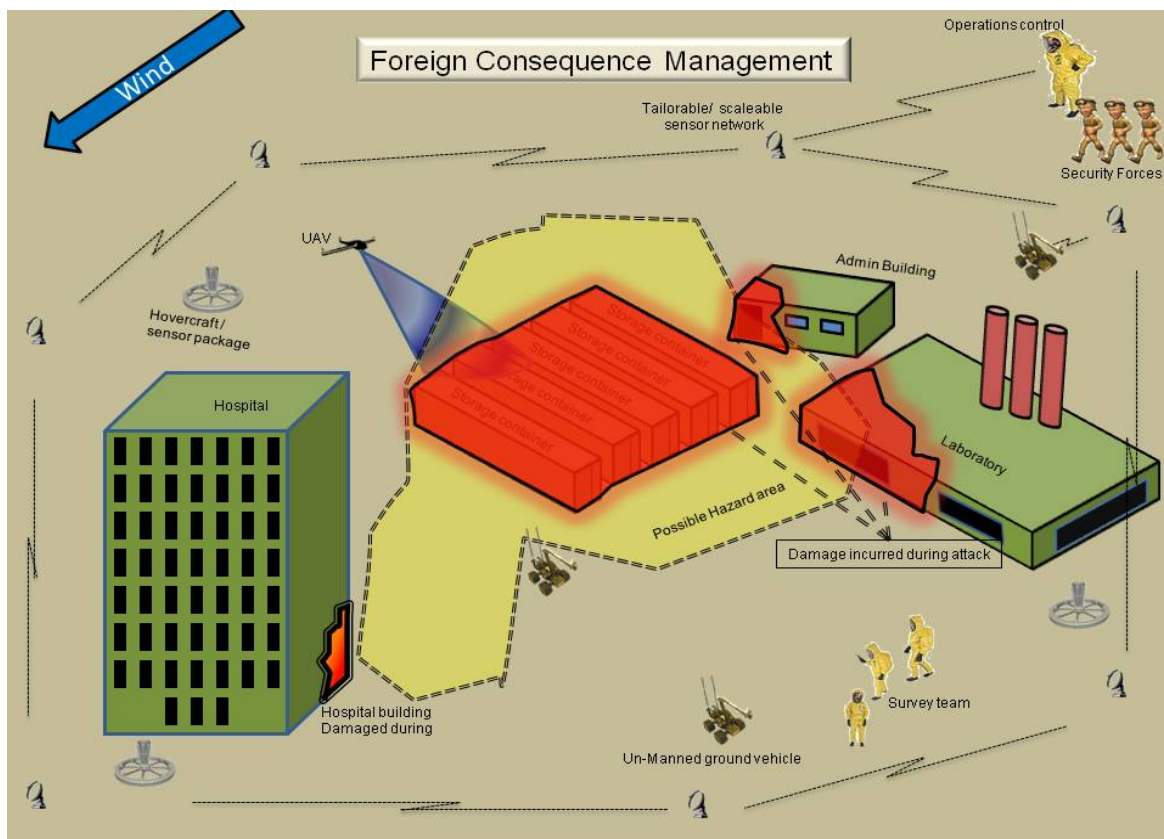 Operations control
Wind
Foreign Consequence Management
Tailorable/ scaleable
sensor network
Security Forces
UAV
Admin Building
Hovercraft /
sensor package
Storage container
Storage container
Storage container
Storage container
Storage container
Hospital
Laboratory
Possible Hazard area
Damage incurred during attack
Survey team
Hospital building
Damaged during
Un-Manned ground vehicle